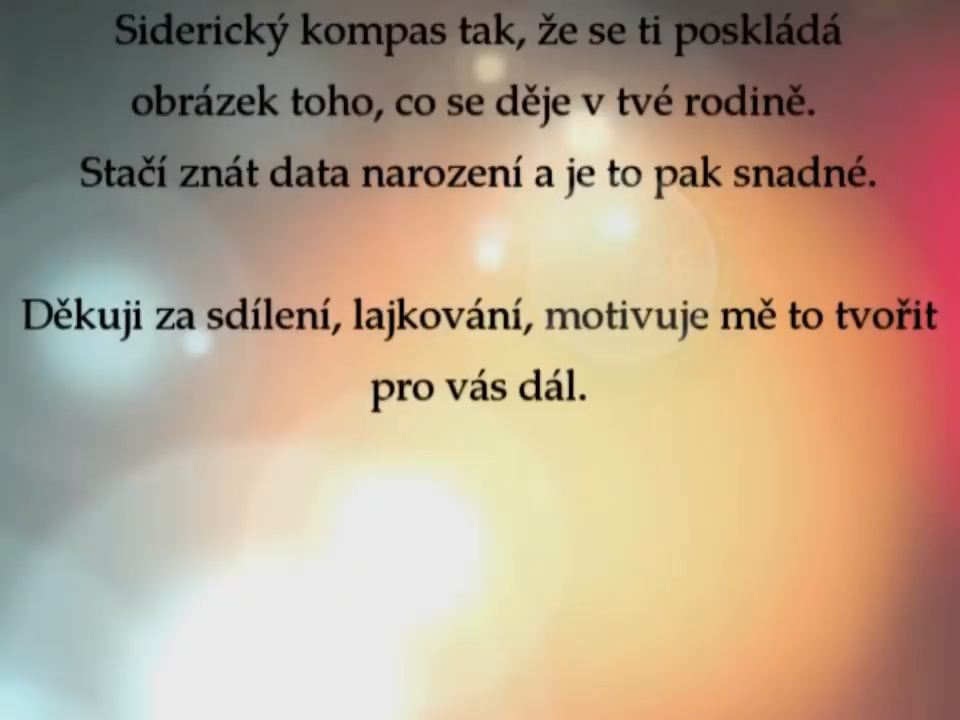 Siderický kompas tak, že se ti poskládá
obrázek toho, co se děje v tvé rodině.
Stačí znát data narození a je to pak snadné.
Děkuji za sdílení, lajkování, motivuje mě to tvořit
pro vás dál.